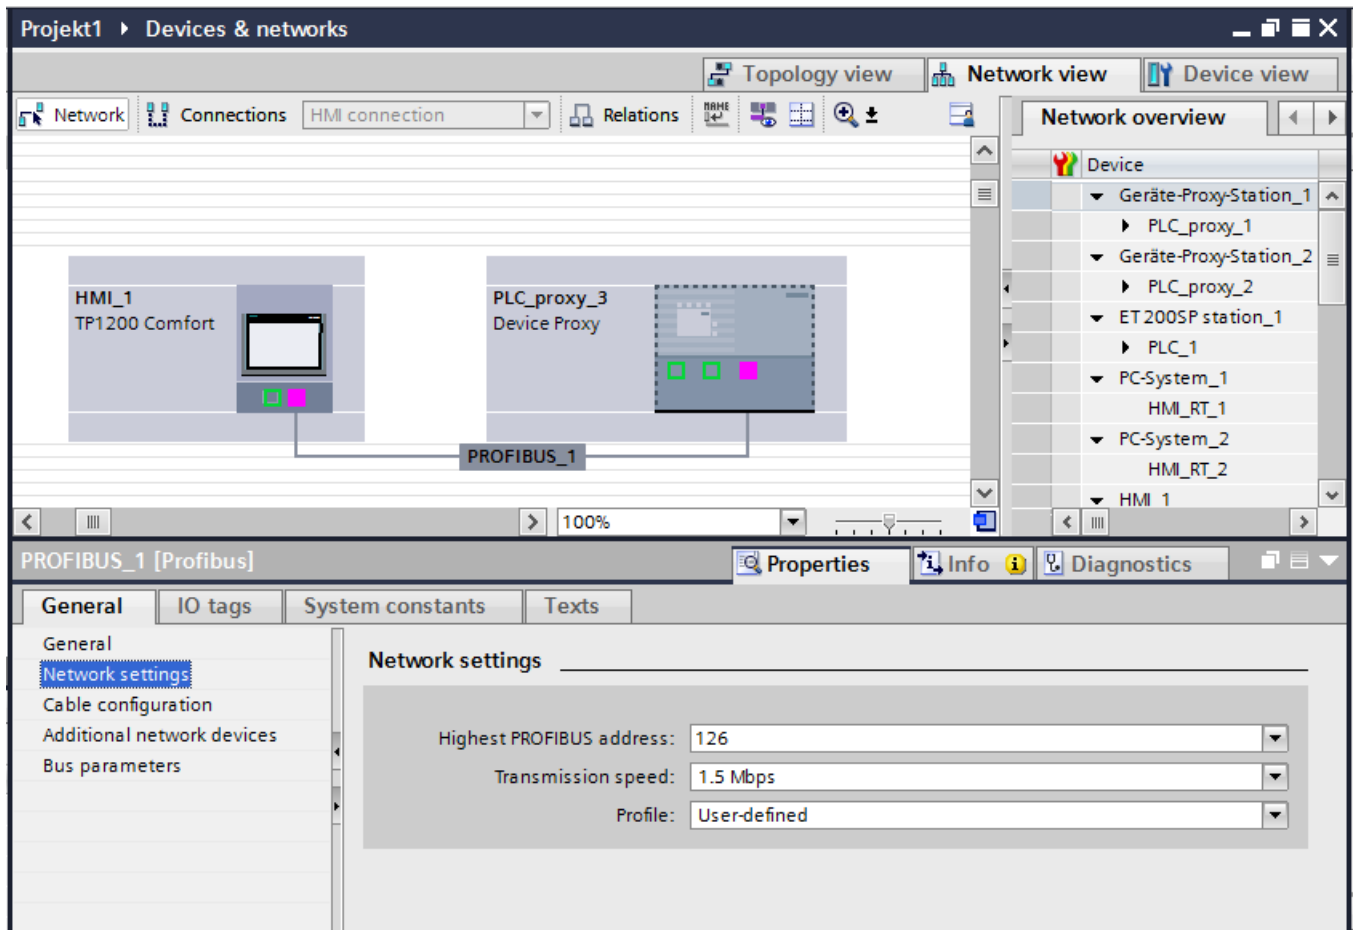 Projekt1 Devices & networks
Topology view Network view Device view
Network Connections HMI connection Relations NAME Network overview
Device
Geräte-Proxy-Station_1
PLC_proxy_1
Geräte-Proxy-Station_2
PLC_proxy_2
ET 200SP station_1
PLC_1
PC-System_1
HMI_RT_1
PC-System_2
HMI_RT_2
HMI_1
HMI_1
TP1200 Comfort
PLC_proxy_3
Device Proxy
PROFIBUS_1
100%
PROFIBUS_1 [Profibus] Properties Info Diagnostics
General IO tags System constants Texts
General
Network settings
Cable configuration
Additional network devices
Bus parameters
Network settings
Highest PROFIBUS address: 126
Transmission speed: 1.5 Mbps
Profile: User-defined